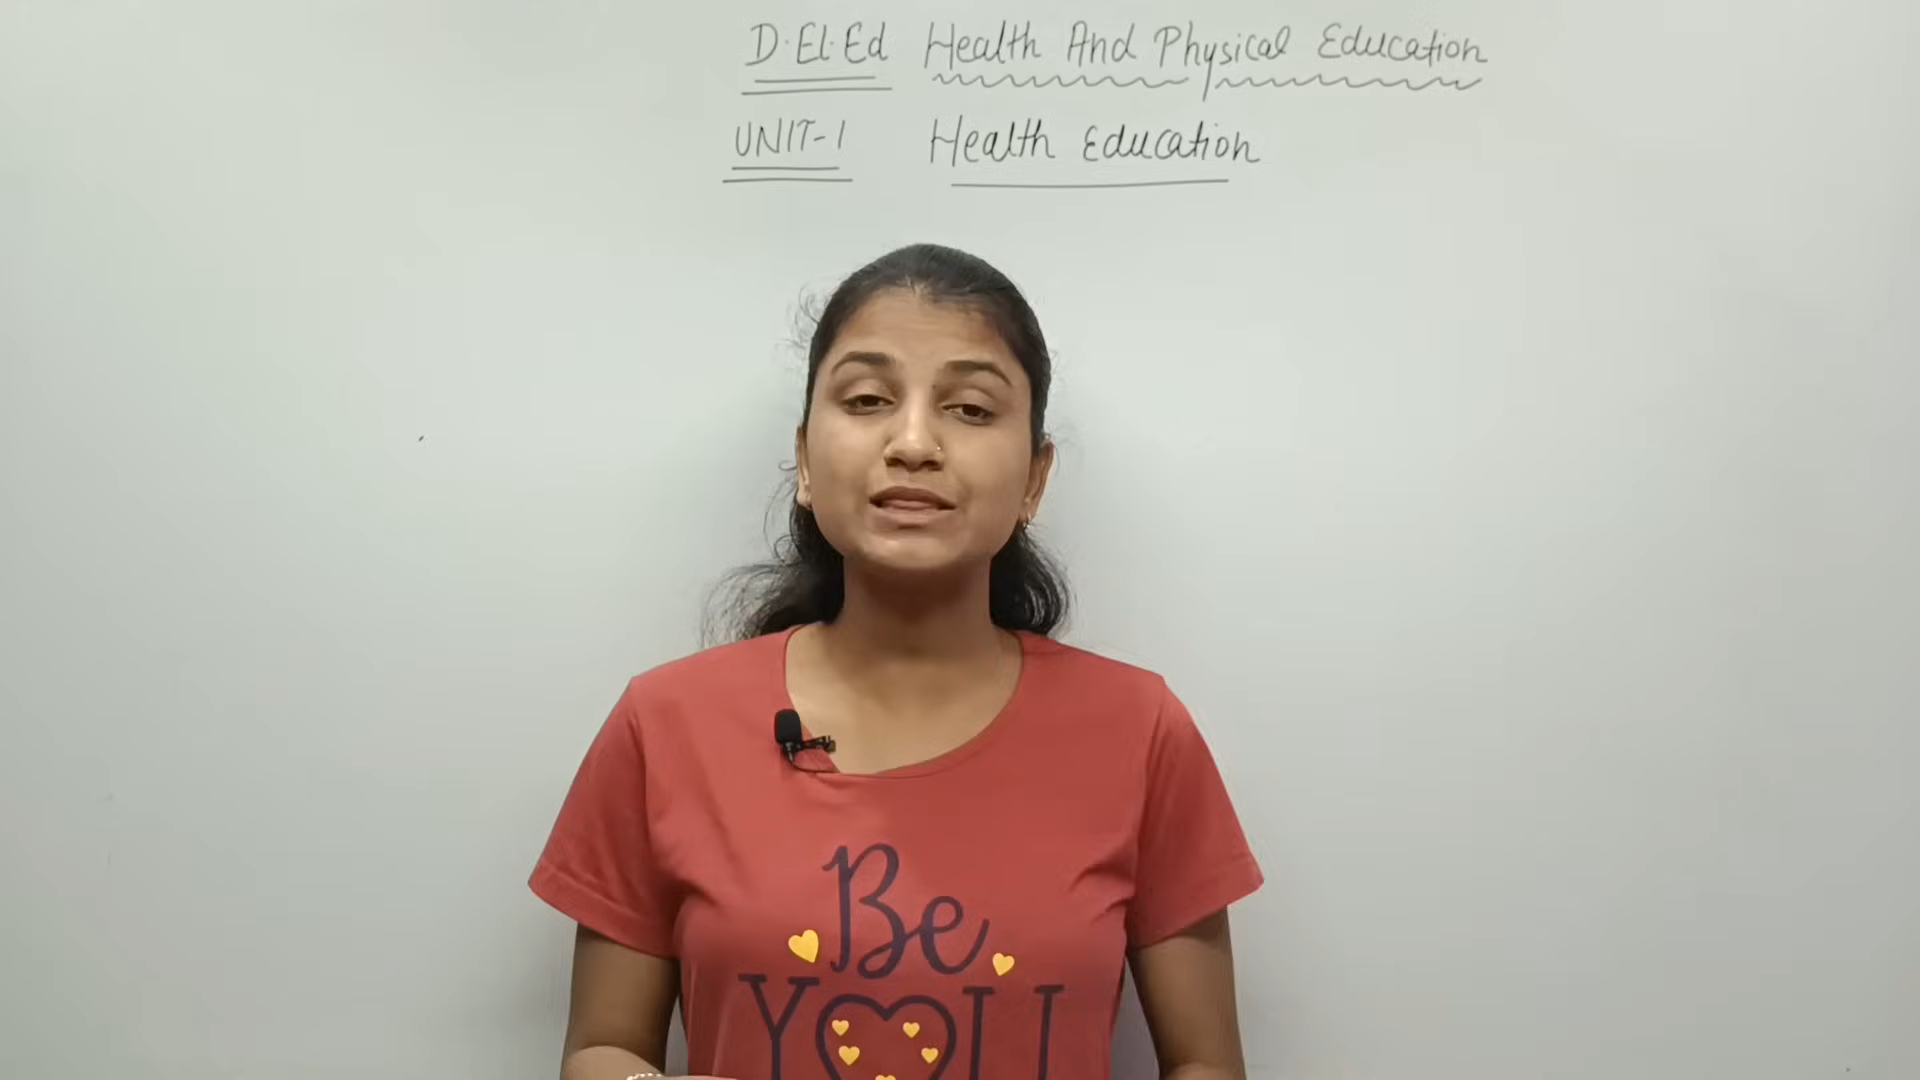 D.El.Ed Health And Physical Education
UNIT-1 Health Education
Be
YOU